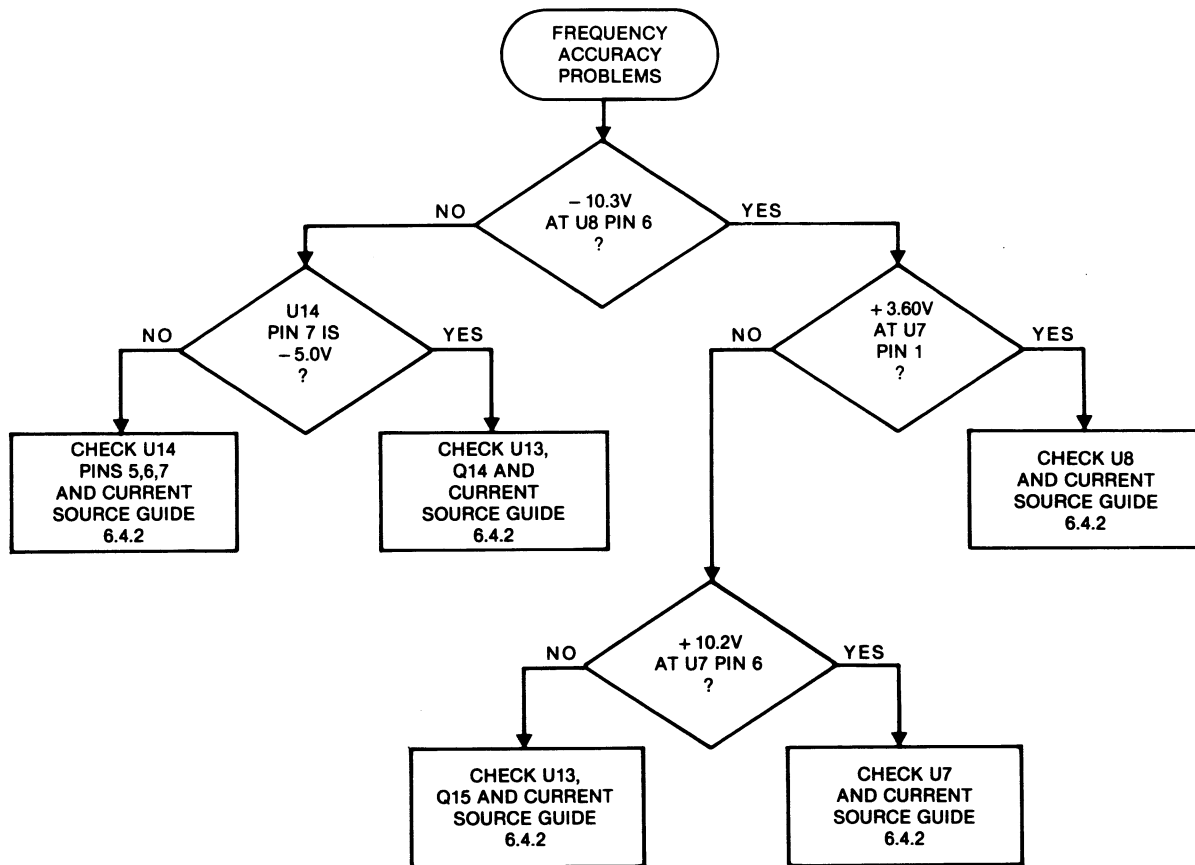 FREQUENCY
ACCURACY
PROBLEMS
– 10.3V
AT U8 PIN 6
?
NO
YES
U14
PIN 7 IS
– 5.0V
?
NO
YES
+ 3.60V
AT U7
PIN 1
?
NO
YES
CHECK U14
PINS 5,6,7
AND CURRENT
SOURCE GUIDE
6.4.2
CHECK U13,
Q14 AND
CURRENT
SOURCE GUIDE
6.4.2
CHECK U8
AND CURRENT
SOURCE GUIDE
6.4.2
+ 10.2V
AT U7 PIN 6
?
NO
YES
CHECK U13,
Q15 AND CURRENT
SOURCE GUIDE
6.4.2
CHECK U7
AND CURRENT
SOURCE GUIDE
6.4.2